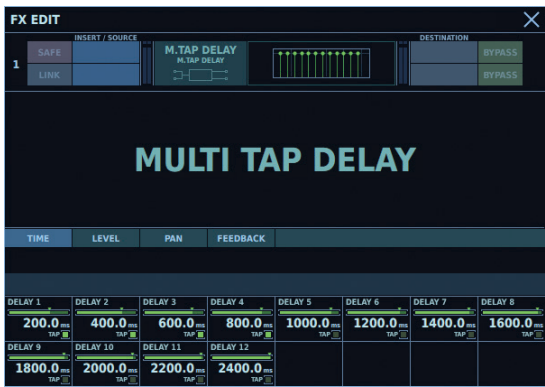 FX EDIT
INSERT / SOURCE
DESTINATION
1
SAFE
LINK
M.TAP DELAY
M.TAP DELAY
BYPASS
BYPASS
MULTI TAP DELAY
TIME LEVEL PAN FEEDBACK
DELAY 1 DELAY 2 DELAY 3 DELAY 4 DELAY 5 DELAY 6 DELAY 7 DELAY 8
200.0 ms 400.0 ms 600.0 ms 800.0 ms 1000.0 ms 1200.0 ms 1400.0 ms 1600.0 ms
TAP TAP TAP TAP TAP TAP TAP TAP
DELAY 9 DELAY 10 DELAY 11 DELAY 12
1800.0 ms 2000.0 ms 2200.0 ms 2400.0 ms
TAP TAP TAP TAP